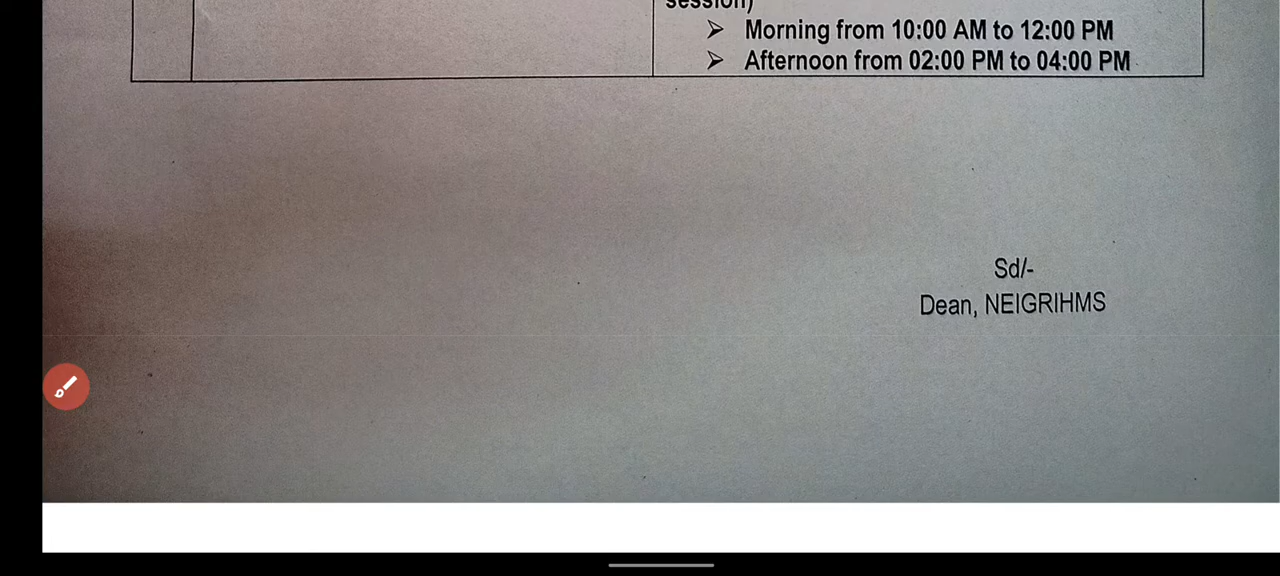 session)
➢ Morning from 10:00 AM to 12:00 PM
➢ Afternoon from 02:00 PM to 04:00 PM
Sd/-
Dean, NEIGRIHMS